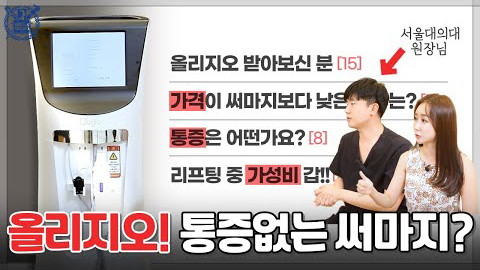 서울대의대
원장님
올리지오 받아보신 분 [15]
가격이 써마지보다 낮은 는?
통증은 어떤가요? [8]
리프팅 중 가성비 갑!!
올리지오! 통증없는 써마지?